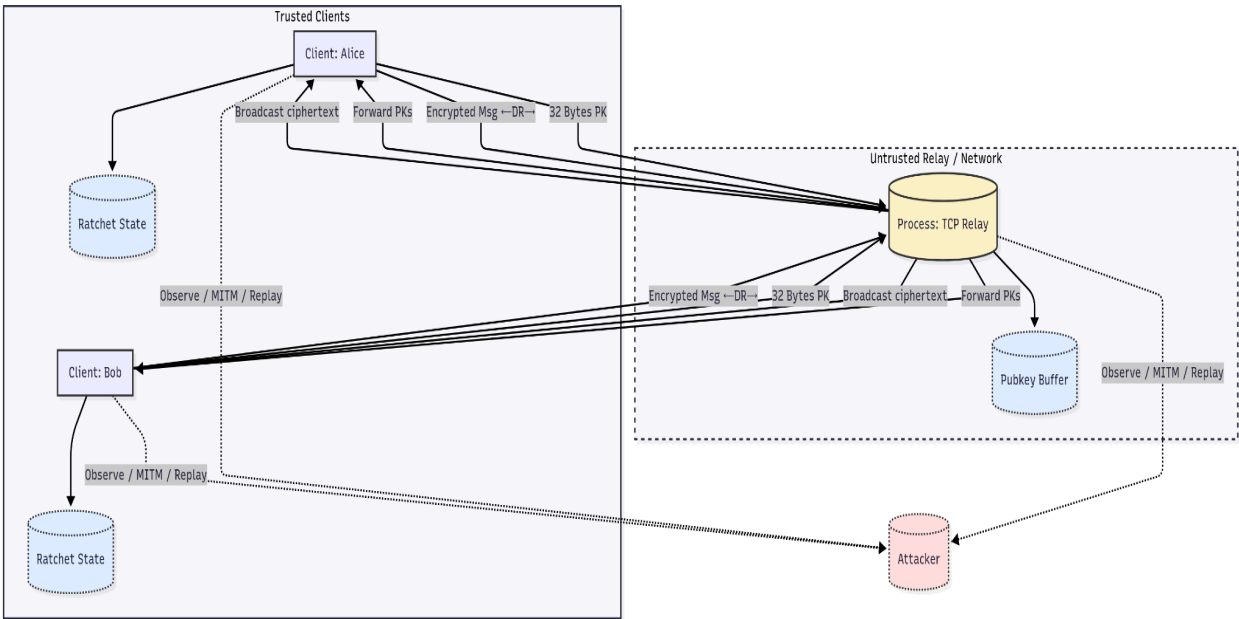 Trusted Clients
Client: Alice
Broadcast ciphertext
Forward PKs
Encrypted Msg ←DR→
32 Bytes PK
Untrusted Relay / Network
Ratchet State
Process: TCP Relay
Observe / MITM / Replay
Encrypted Msg ←DR→
32 Bytes PK
Broadcast ciphertext
Forward PKs
Client: Bob
Pubkey Buffer
Observe / MITM / Replay
Observe / MITM / Replay
Ratchet State
Attacker